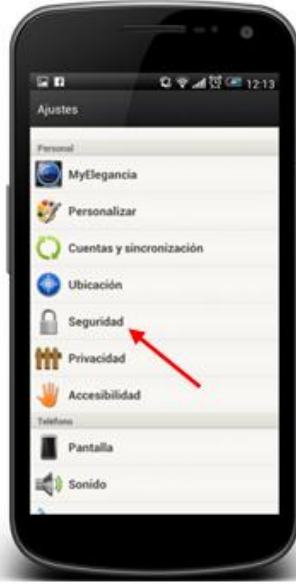 12:13
Ajustes
Personal
MyElegancia
Personalizar
Cuentas y sincronización
Ubicación
Seguridad
Privacidad
Accesibilidad
Teléfono
Pantalla
Sonido